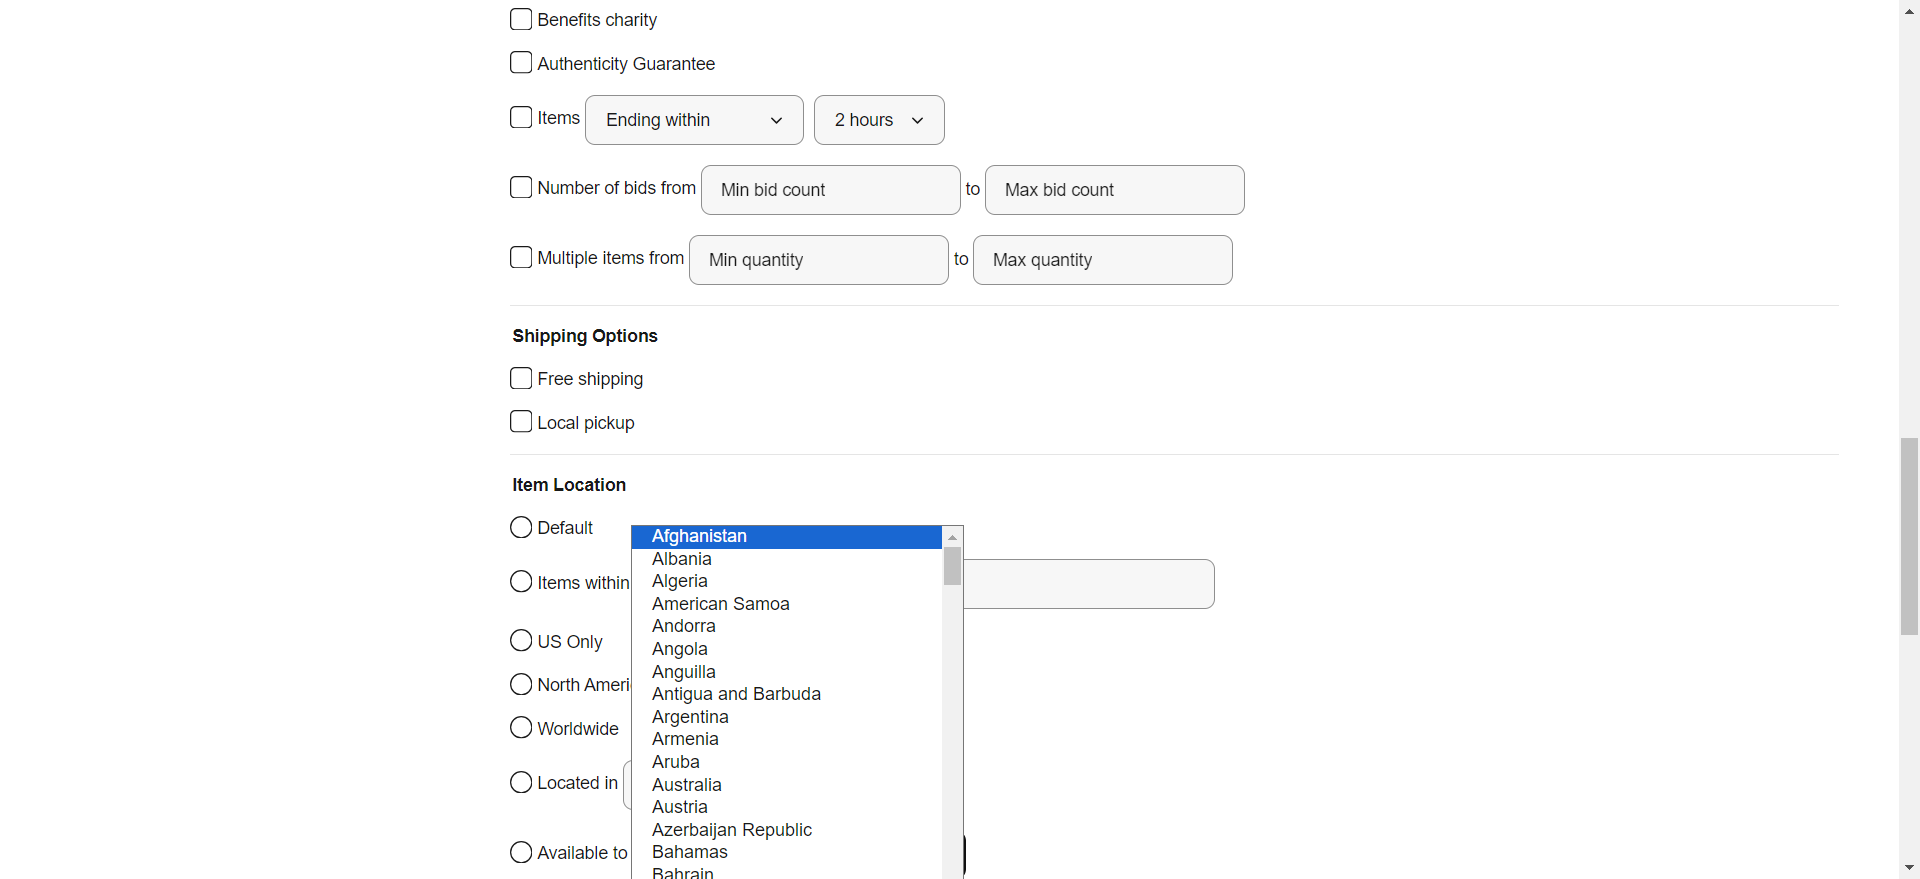 Benefits charity
Authenticity Guarantee
Items Ending within 2 hours
Number of bids from Min bid count to Max bid count
Multiple items from Min quantity to Max quantity
Shipping Options
Free shipping
Local pickup
Item Location
Default
Items within
US Only
North Ameri
Worldwide
Located in
Available to
Afghanistan
Albania
Algeria
American Samoa
Andorra
Angola
Anguilla
Antigua and Barbuda
Argentina
Armenia
Aruba
Australia
Austria
Azerbaijan Republic
Bahamas
Bahrain